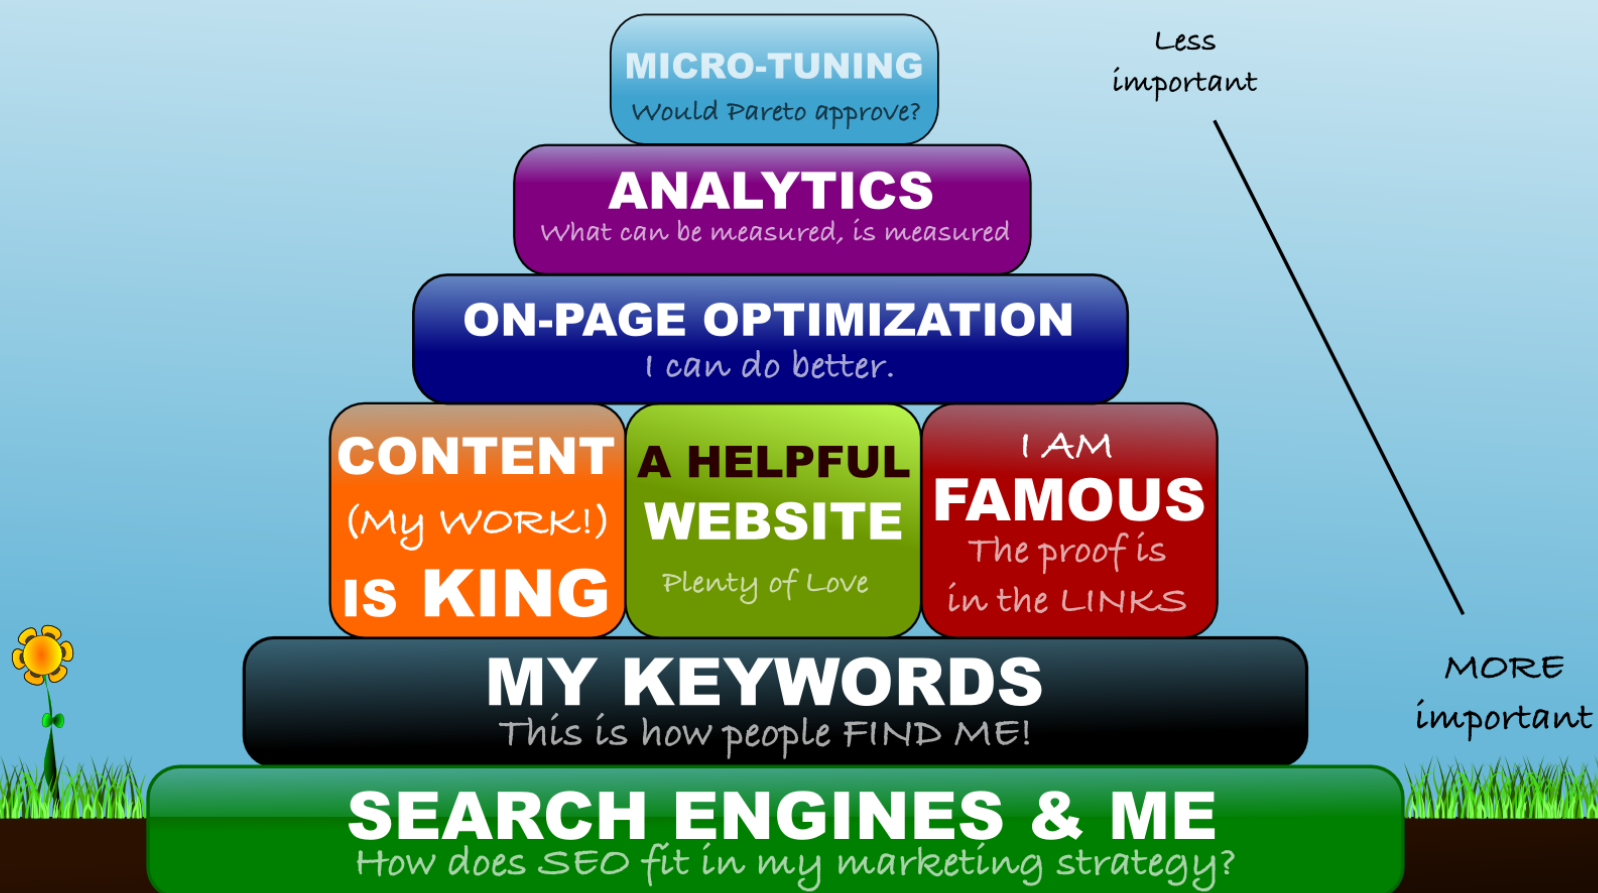 MICRO-TUNING
Would Pareto approve?
Less
important
ANALYTICS
What can be measured, is measured
ON-PAGE OPTIMIZATION
I can do better.
CONTENT
(My WORK!)
IS KING
A HELPFUL
WEBSITE
Plenty of Love
I AM
FAMOUS
The proof is
in the LINKS
MORE
important
MY KEYWORDS
This is how people FIND ME!
SEARCH ENGINES & ME
How does SEO fit in my marketing strategy?